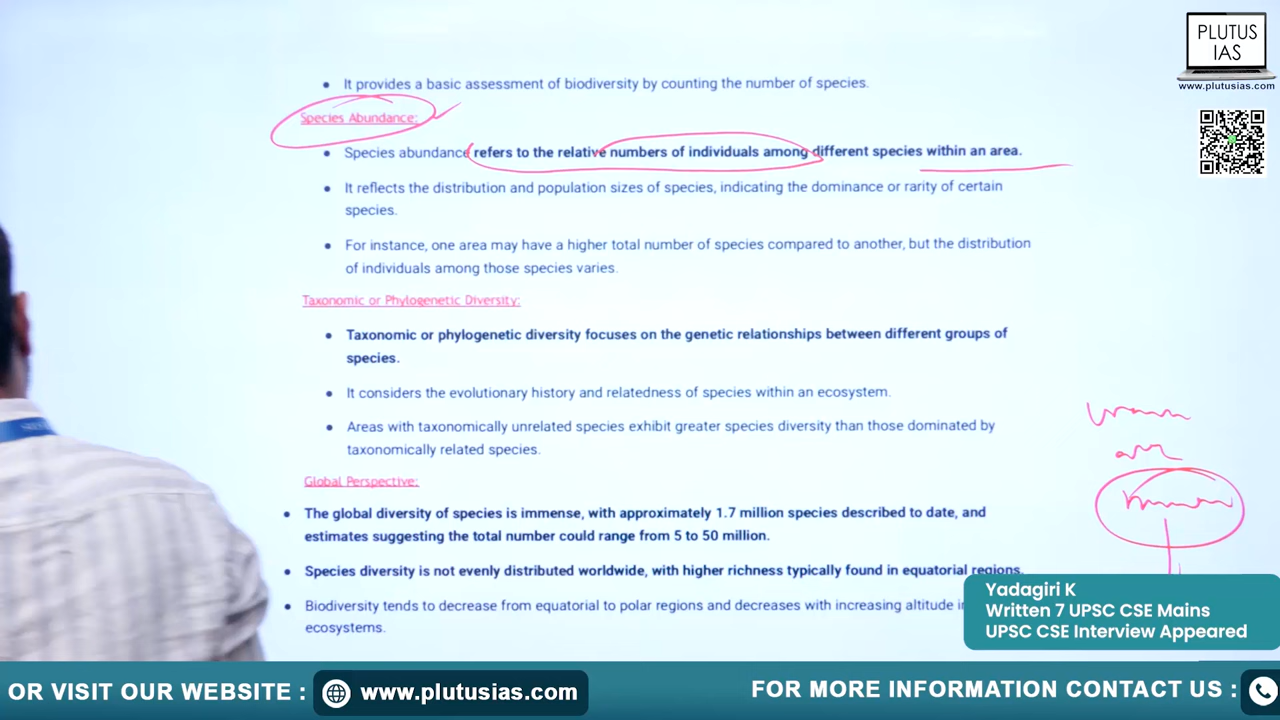 PLUTUS
IAS
www.plutusias.com
It provides a basic assessment of biodiversity by counting the number of species.
Species Abundance:
Species abundance refers to the relative numbers of individuals among different species within an area.
It reflects the distribution and population sizes of species, indicating the dominance or rarity of certain
species.
For instance, one area may have a higher total number of species compared to another, but the distribution
of individuals among those species varies.
Taxonomic or Phylogenetic Diversity:
Taxonomic or phylogenetic diversity focuses on the genetic relationships between different groups of
species.
It considers the evolutionary history and relatedness of species within an ecosystem.
Areas with taxonomically unrelated species exhibit greater species diversity than those dominated by
taxonomically related species.
Global Perspective:
The global diversity of species is immense, with approximately 1.7 million species described to date, and
estimates suggesting the total number could range from 5 to 50 million.
Species diversity is not evenly distributed worldwide, with higher richness typically found in equatorial regions.
Biodiversity tends to decrease from equatorial to polar regions and decreases with increasing altitude
ecosystems.
Yadagiri K
Written 7 UPSC CSE Mains
UPSC CSE Interview Appeared
OR VISIT OUR WEBSITE : www.plutusias.com
FOR MORE INFORMATION CONTACT US :